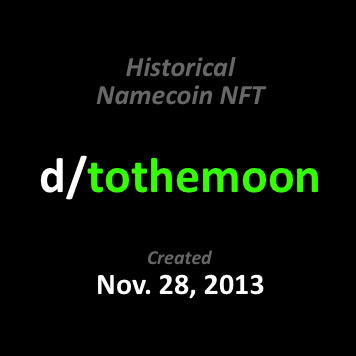 Historical
Namecoin NFT
d/tothemoon
Created
Nov. 28, 2013